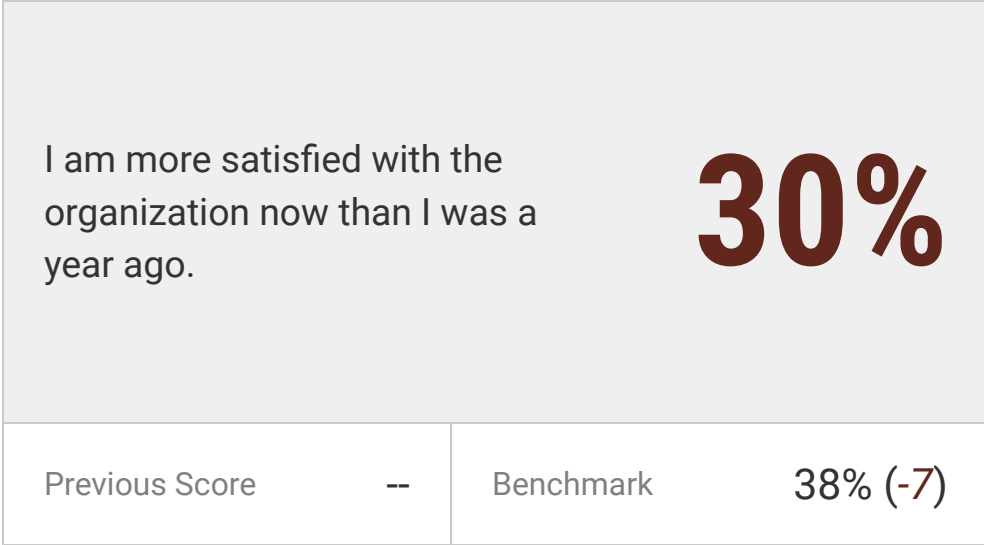 I am more satisfied with the
organization now than I was a
year ago.
30%
Previous Score --
Benchmark 38% (-7)